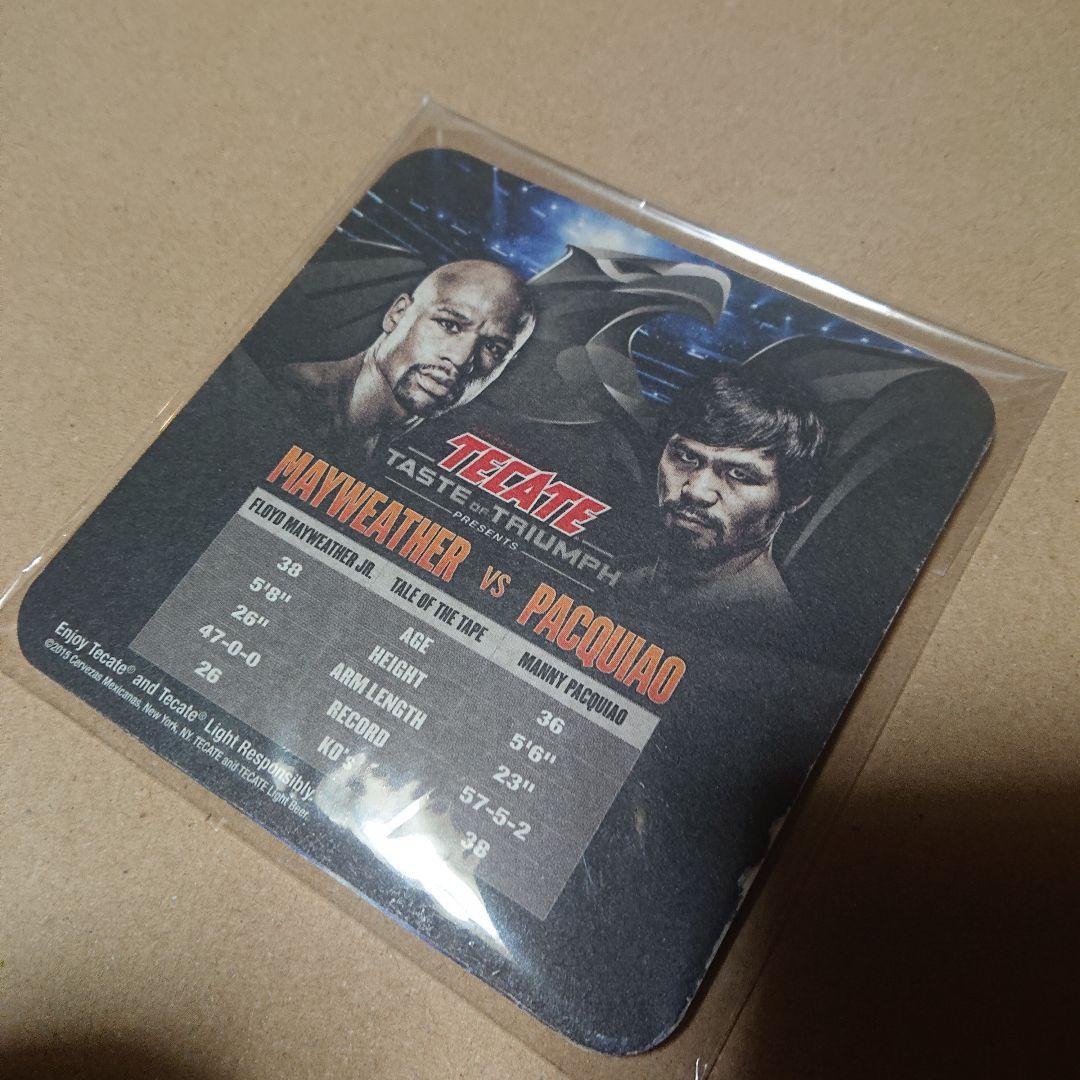 TECATE
TASTE OF TRIUMPH
PRESENTS
MAYWEATHER VS PACQUIAO
FLOYD MAYWEATHER JR. TALE OF THE TAPE MANNY PACQUIAO
38 AGE 36
5'8" HEIGHT 5'6"
26" ARM LENGTH 23"
47-0-0 RECORD 57-5-2
26 KO'S 38
Enjoy Tecate® and Tecate® Light Responsibly.
©2015 Cervezas Mexicanas, New York, NY. TECATE and TECATE Light Beer.